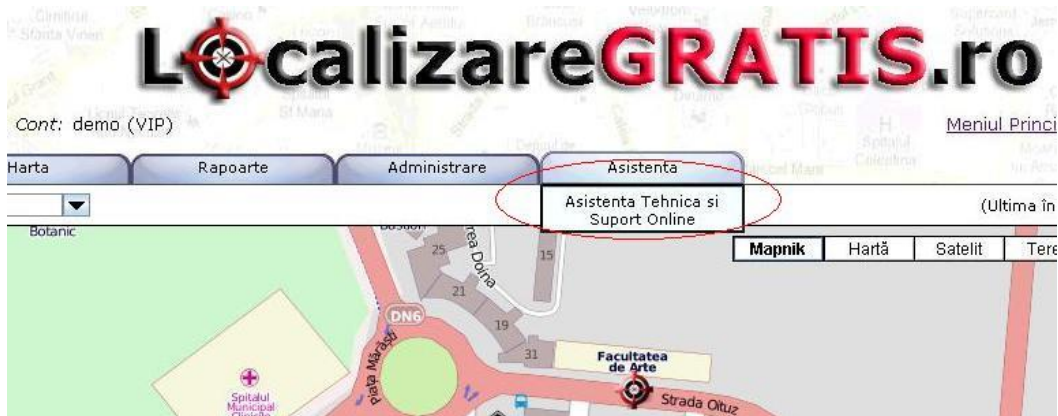 LocalizareGRATIS.ro
Cont: demo (VIP)
Meniul Princi
Harta
Rapoarte
Administrare
Asistenta
Asistenta Tehnica si
Suport Online
(Ultima în
Botanic
Mapnik
Hartă
Satelit
Tere
25
rea Doina
15
21
DN6
19
31
Piața Mărăști
Facultatea
de Arte
Spitalul
Municipal
Strada Oituz